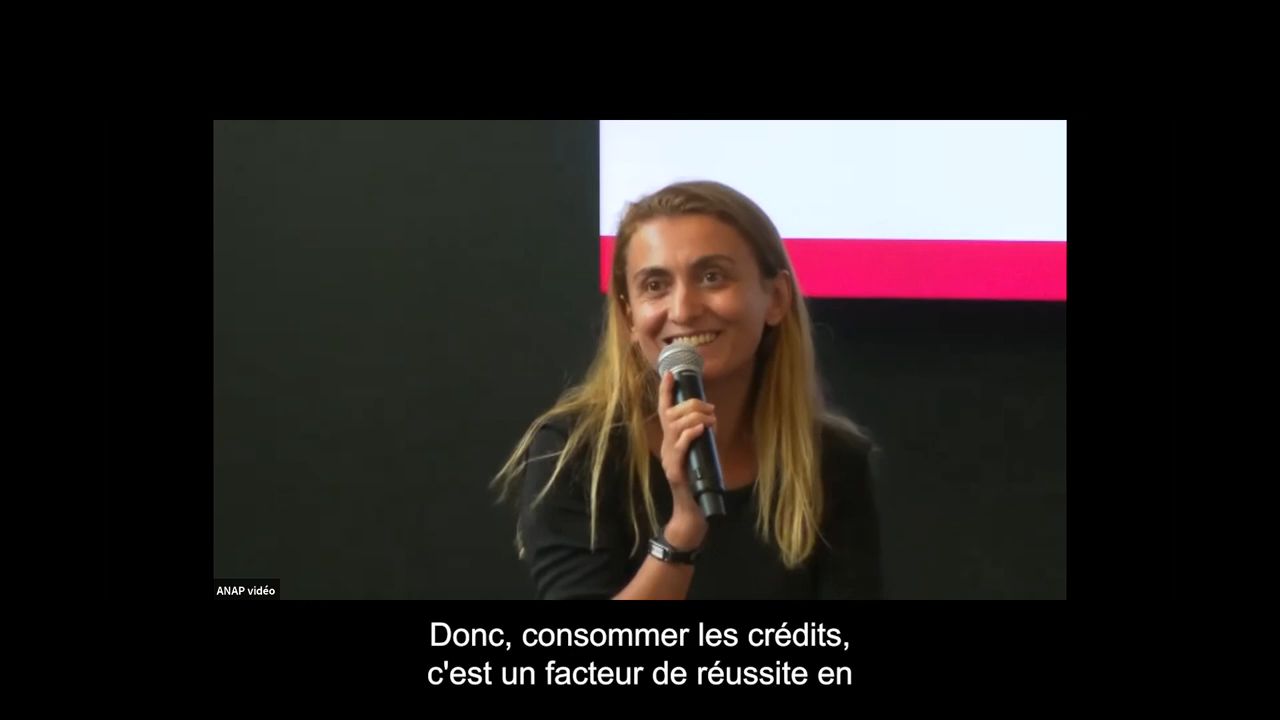 ANAP vidéo
Donc, consommer les crédits,
c'est un facteur de réussite en